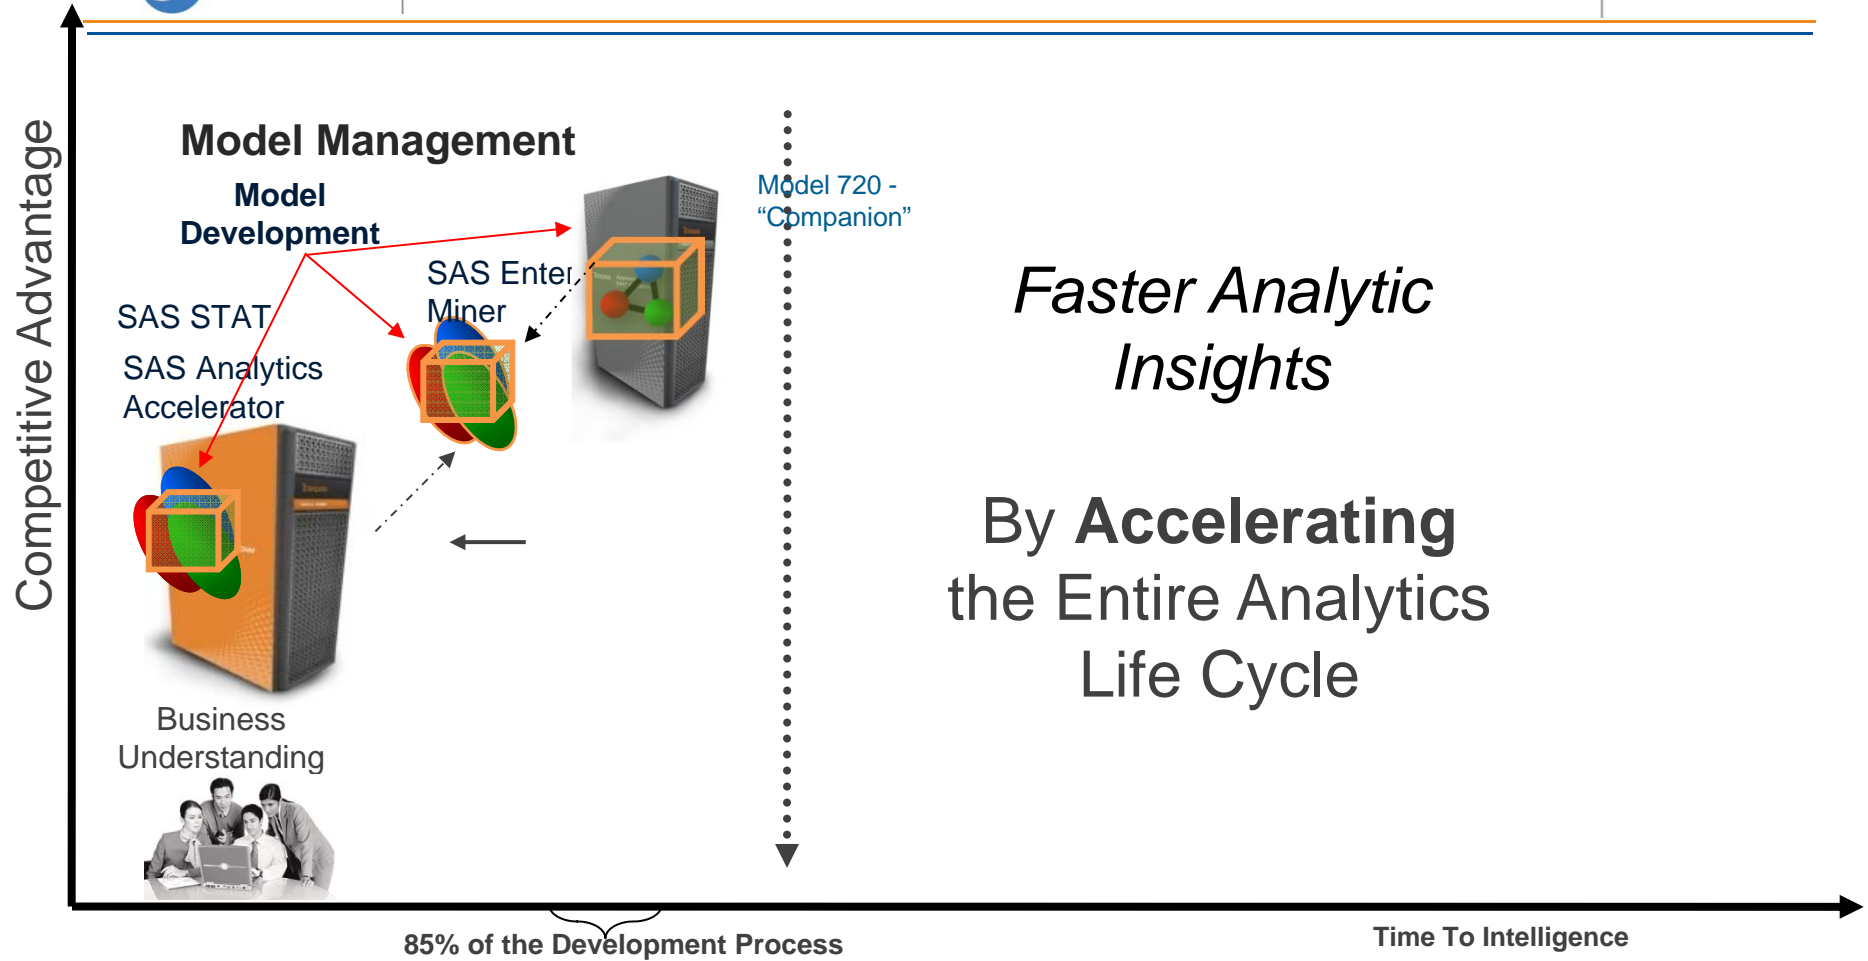 Competitive Advantage
Model Management
Model
Development
Model 720 -
“Companion”
SAS Enter
Miner
SAS STAT
SAS Analytics
Accelerator
Faster Analytic
Insights
By Accelerating
the Entire Analytics
Life Cycle
Business
Understanding
85% of the Development Process
Time To Intelligence